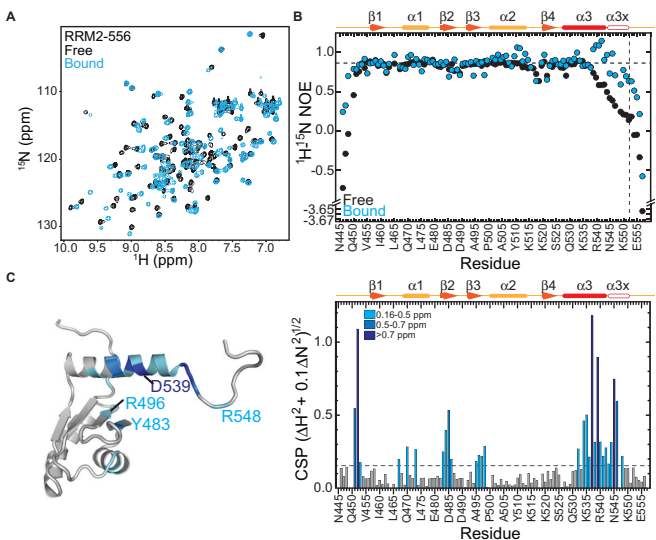 A
RRM2-556
Free
Bound
110
120
130
¹⁵N (ppm)
10.0 9.5 9.0 8.5 8.0 7.5 7.0
¹H (ppm)
B
β1 α1 β2 β3 α2 β4 α3 α3x
1.0
0.5
0.0
-0.5
-3.65
-3.67
¹H-¹⁵N NOE
Free
Bound
N445 Q450 V455 I460 L465 Q470 L475 E480 D485 D490 A495 P500 A505 Y510 K515 K520 S525 Q530 K535 R540 N545 K550 E555
Residue
C
D539
R496
Y483
R548
β1 α1 β2 β3 α2 β4 α3 α3x
0.16-0.5 ppm
0.5-0.7 ppm
>0.7 ppm
1.0
0.5
0.0
CSP (ΔH² + 0.1ΔN²)¹/²
N445 Q450 V455 I460 L465 Q470 L475 E480 D485 D490 A495 P500 A505 Y510 K515 K520 S525 Q530 K535 R540 N545 K550 E555
Residue